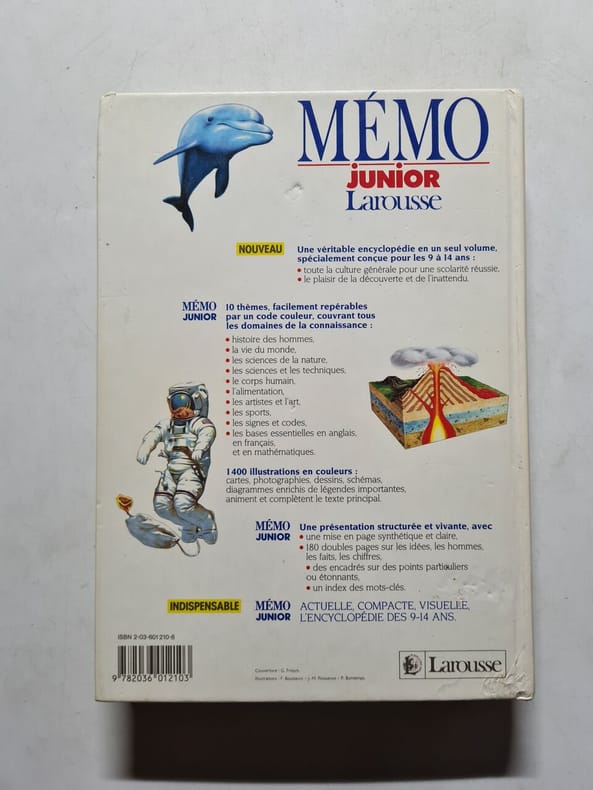 MÉMO
JUNIOR
Larousse
NOUVEAU
Une véritable encyclopédie en un seul volume,
spécialement conçue pour les 9 à 14 ans :
• toute la culture générale pour une scolarité réussie,
• le plaisir de la découverte et de l'inattendu.
MÉMO
JUNIOR
10 thèmes, facilement repérables
par un code couleur, couvrant tous
les domaines de la connaissance :
• histoire des hommes,
• la vie du monde,
• les sciences de la nature,
• les sciences et les techniques,
• le corps humain,
• l'alimentation,
• les artistes et l'art,
• les sports,
• les signes et codes,
• les bases essentielles en anglais,
en français,
et en mathématiques.
1400 illustrations en couleurs :
cartes, photographies, dessins, schémas,
diagrammes enrichis de légendes importantes,
animent et complètent le texte principal.
MÉMO
JUNIOR
Une présentation structurée et vivante, avec
• une mise en page synthétique et claire,
• 180 doubles pages sur les idées, les hommes,
les faits, les chiffres,
• des encadrés sur des points particuliers
ou étonnants,
• un index des mots-clés.
INDISPENSABLE
MÉMO
JUNIOR
ACTUELLE, COMPACTE, VISUELLE,
L'ENCYCLOPÉDIE DES 9-14 ANS.
ISBN 2-03-601210-6
9 782036 012103
Couverture : G.
Illustrations : F.
Larousse